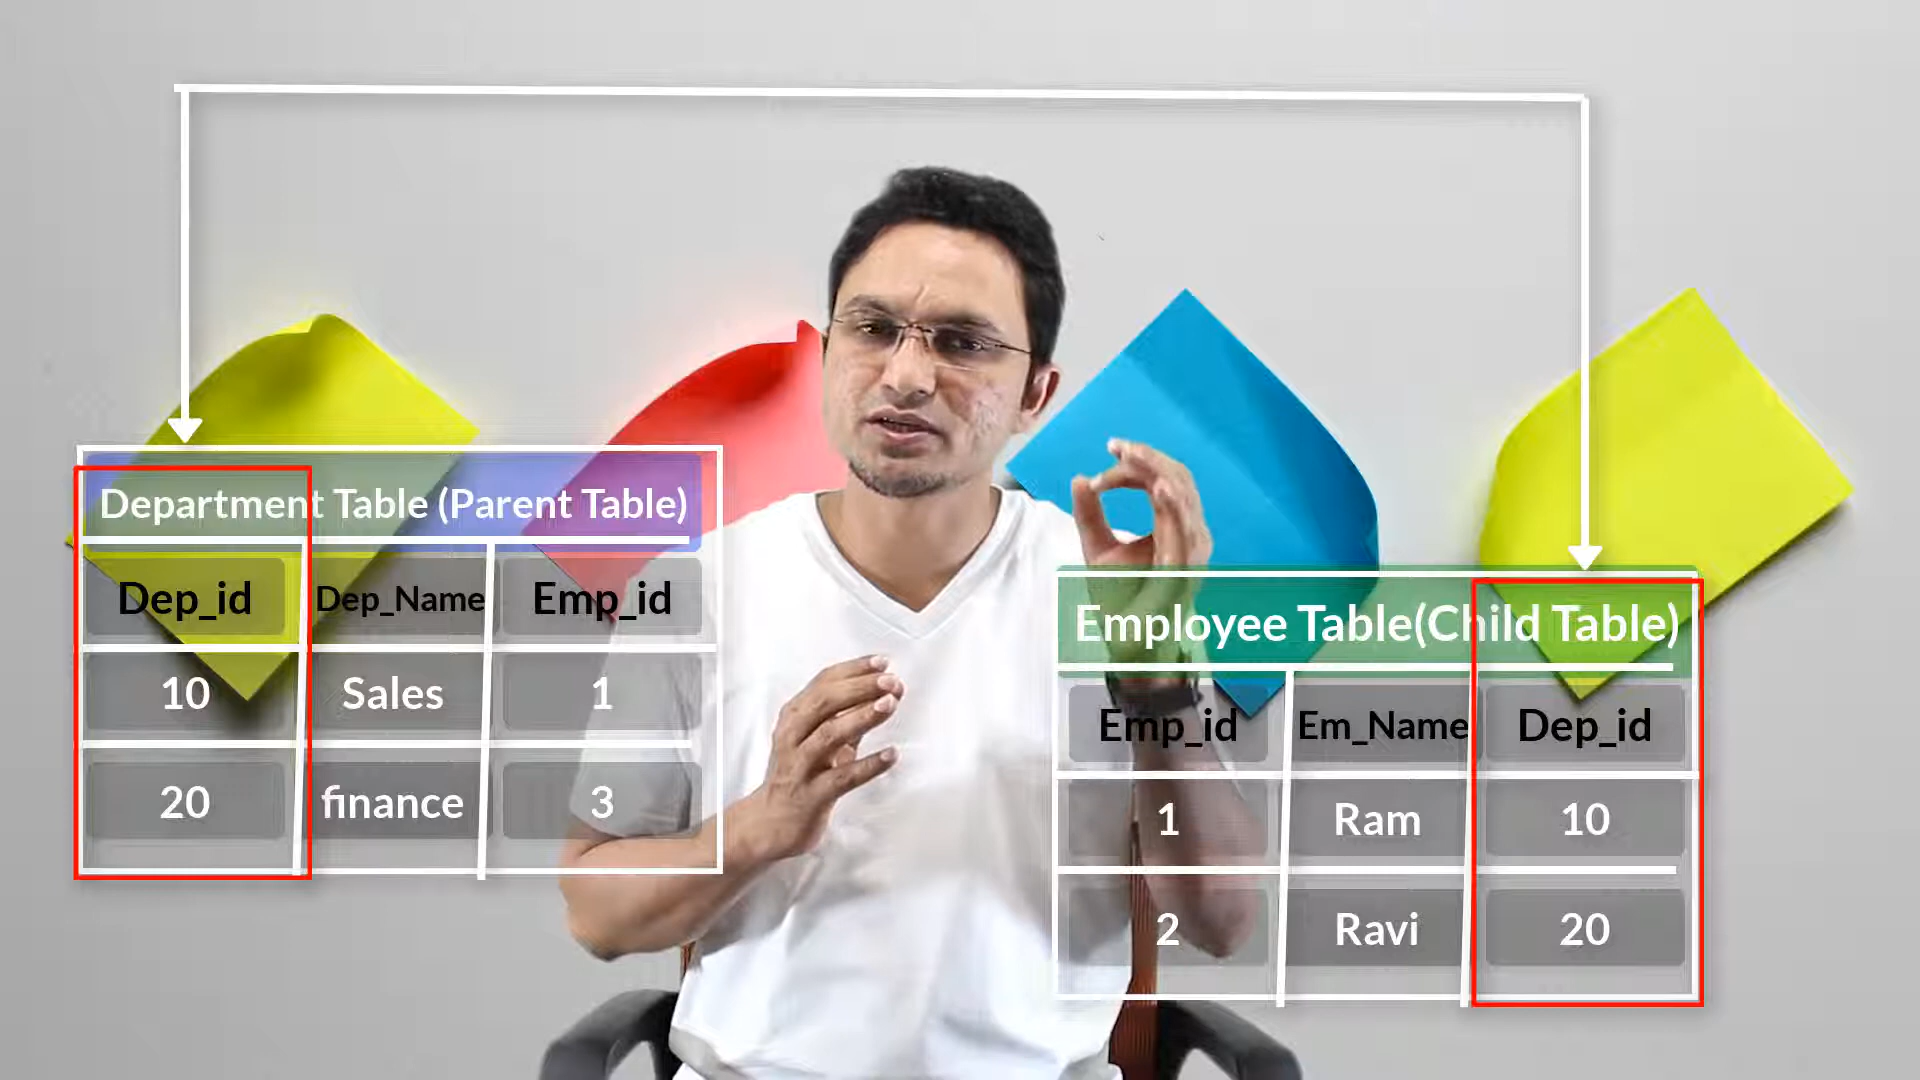 Department Table (Parent Table)
Dep_id Dep_Name Emp_id
10 Sales 1
20 finance 3
Employee Table(Child Table)
Emp_id Em_Name Dep_id
1 Ram 10
2 Ravi 20